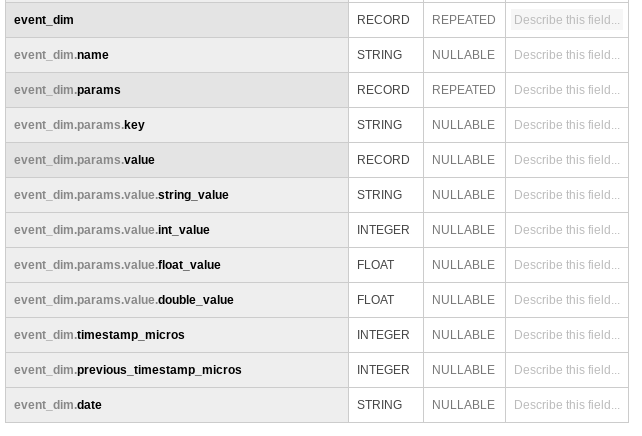 event_dim RECORD REPEATED Describe this field...
event_dim.name STRING NULLABLE Describe this field...
event_dim.params RECORD REPEATED Describe this field...
event_dim.params.key STRING NULLABLE Describe this field...
event_dim.params.value RECORD NULLABLE Describe this field...
event_dim.params.value.string_value STRING NULLABLE Describe this field...
event_dim.params.value.int_value INTEGER NULLABLE Describe this field...
event_dim.params.value.float_value FLOAT NULLABLE Describe this field...
event_dim.params.value.double_value FLOAT NULLABLE Describe this field...
event_dim.timestamp_micros INTEGER NULLABLE Describe this field...
event_dim.previous_timestamp_micros INTEGER NULLABLE Describe this field...
event_dim.date STRING NULLABLE Describe this field...